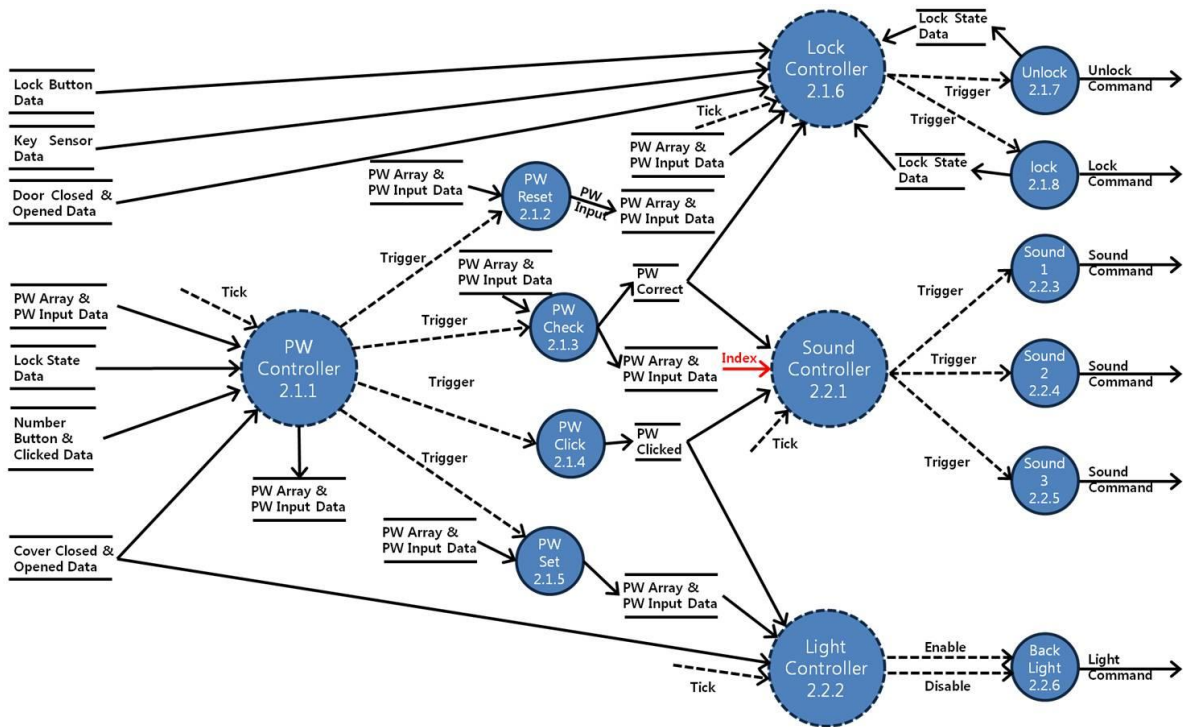 Lock State
Data
Lock
Controller
2.1.6
Unlock
2.1.7
Unlock
Command
Lock Button
Data
Trigger
Tick
Trigger
Key Sensor
Data
PW Array &
PW Input Data
Lock State
Data
lock
2.1.8
Lock
Command
Door Closed &
Opened Data
PW Array &
PW Input Data
PW
Reset
2.1.2
PW
Input
PW Array &
PW Input Data
Trigger
PW Array &
PW Input Data
PW
Correct
Sound
1
2.2.3
Sound
Command
Tick
Trigger
PW Array &
PW Input Data
Trigger
PW
Check
2.1.3
PW
Controller
2.1.1
PW Array &
PW Input Data
Index
Sound
Controller
2.2.1
Trigger
Sound
2
2.2.4
Sound
Command
Lock State
Data
Trigger
Number
Button &
Clicked Data
PW
Click
2.1.4
PW
Clicked
Tick
Trigger
Trigger
Sound
3
2.2.5
Sound
Command
PW Array &
PW Input Data
Cover Closed &
Opened Data
PW Array &
PW Input Data
PW
Set
2.1.5
PW Array &
PW Input Data
Light
Controller
2.2.2
Tick
Enable
Disable
Back
Light
2.2.6
Light
Command